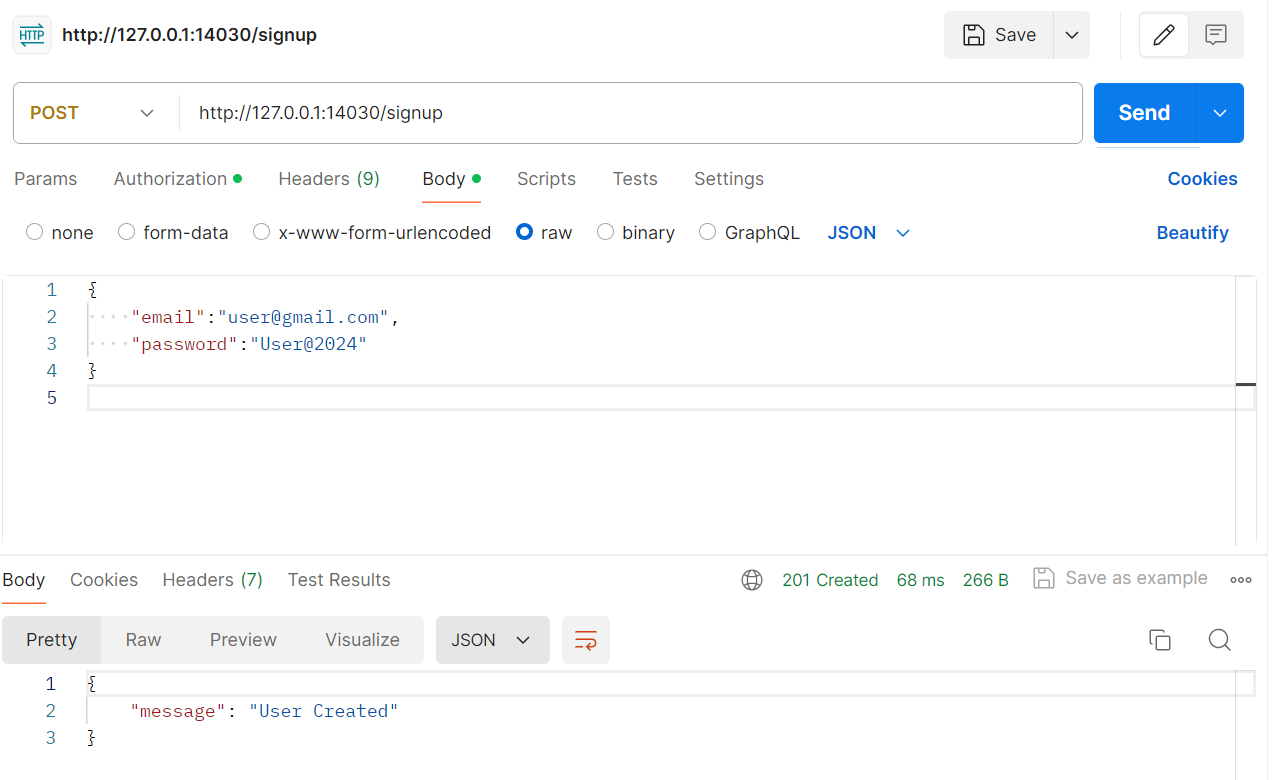 HTTP http://127.0.0.1:14030/signup Save
POST http://127.0.0.1:14030/signup Send
Params Authorization Headers (9) Body Scripts Tests Settings Cookies
none form-data x-www-form-urlencoded raw binary GraphQL JSON Beautify
1 {
2 ····"email":"user@gmail.com",
3 ····"password":"User@2024"
4 }
5
Body Cookies Headers (7) Test Results 201 Created 68 ms 266 B Save as example
Pretty Raw Preview Visualize JSON
1 {
2 "message": "User Created"
3 }